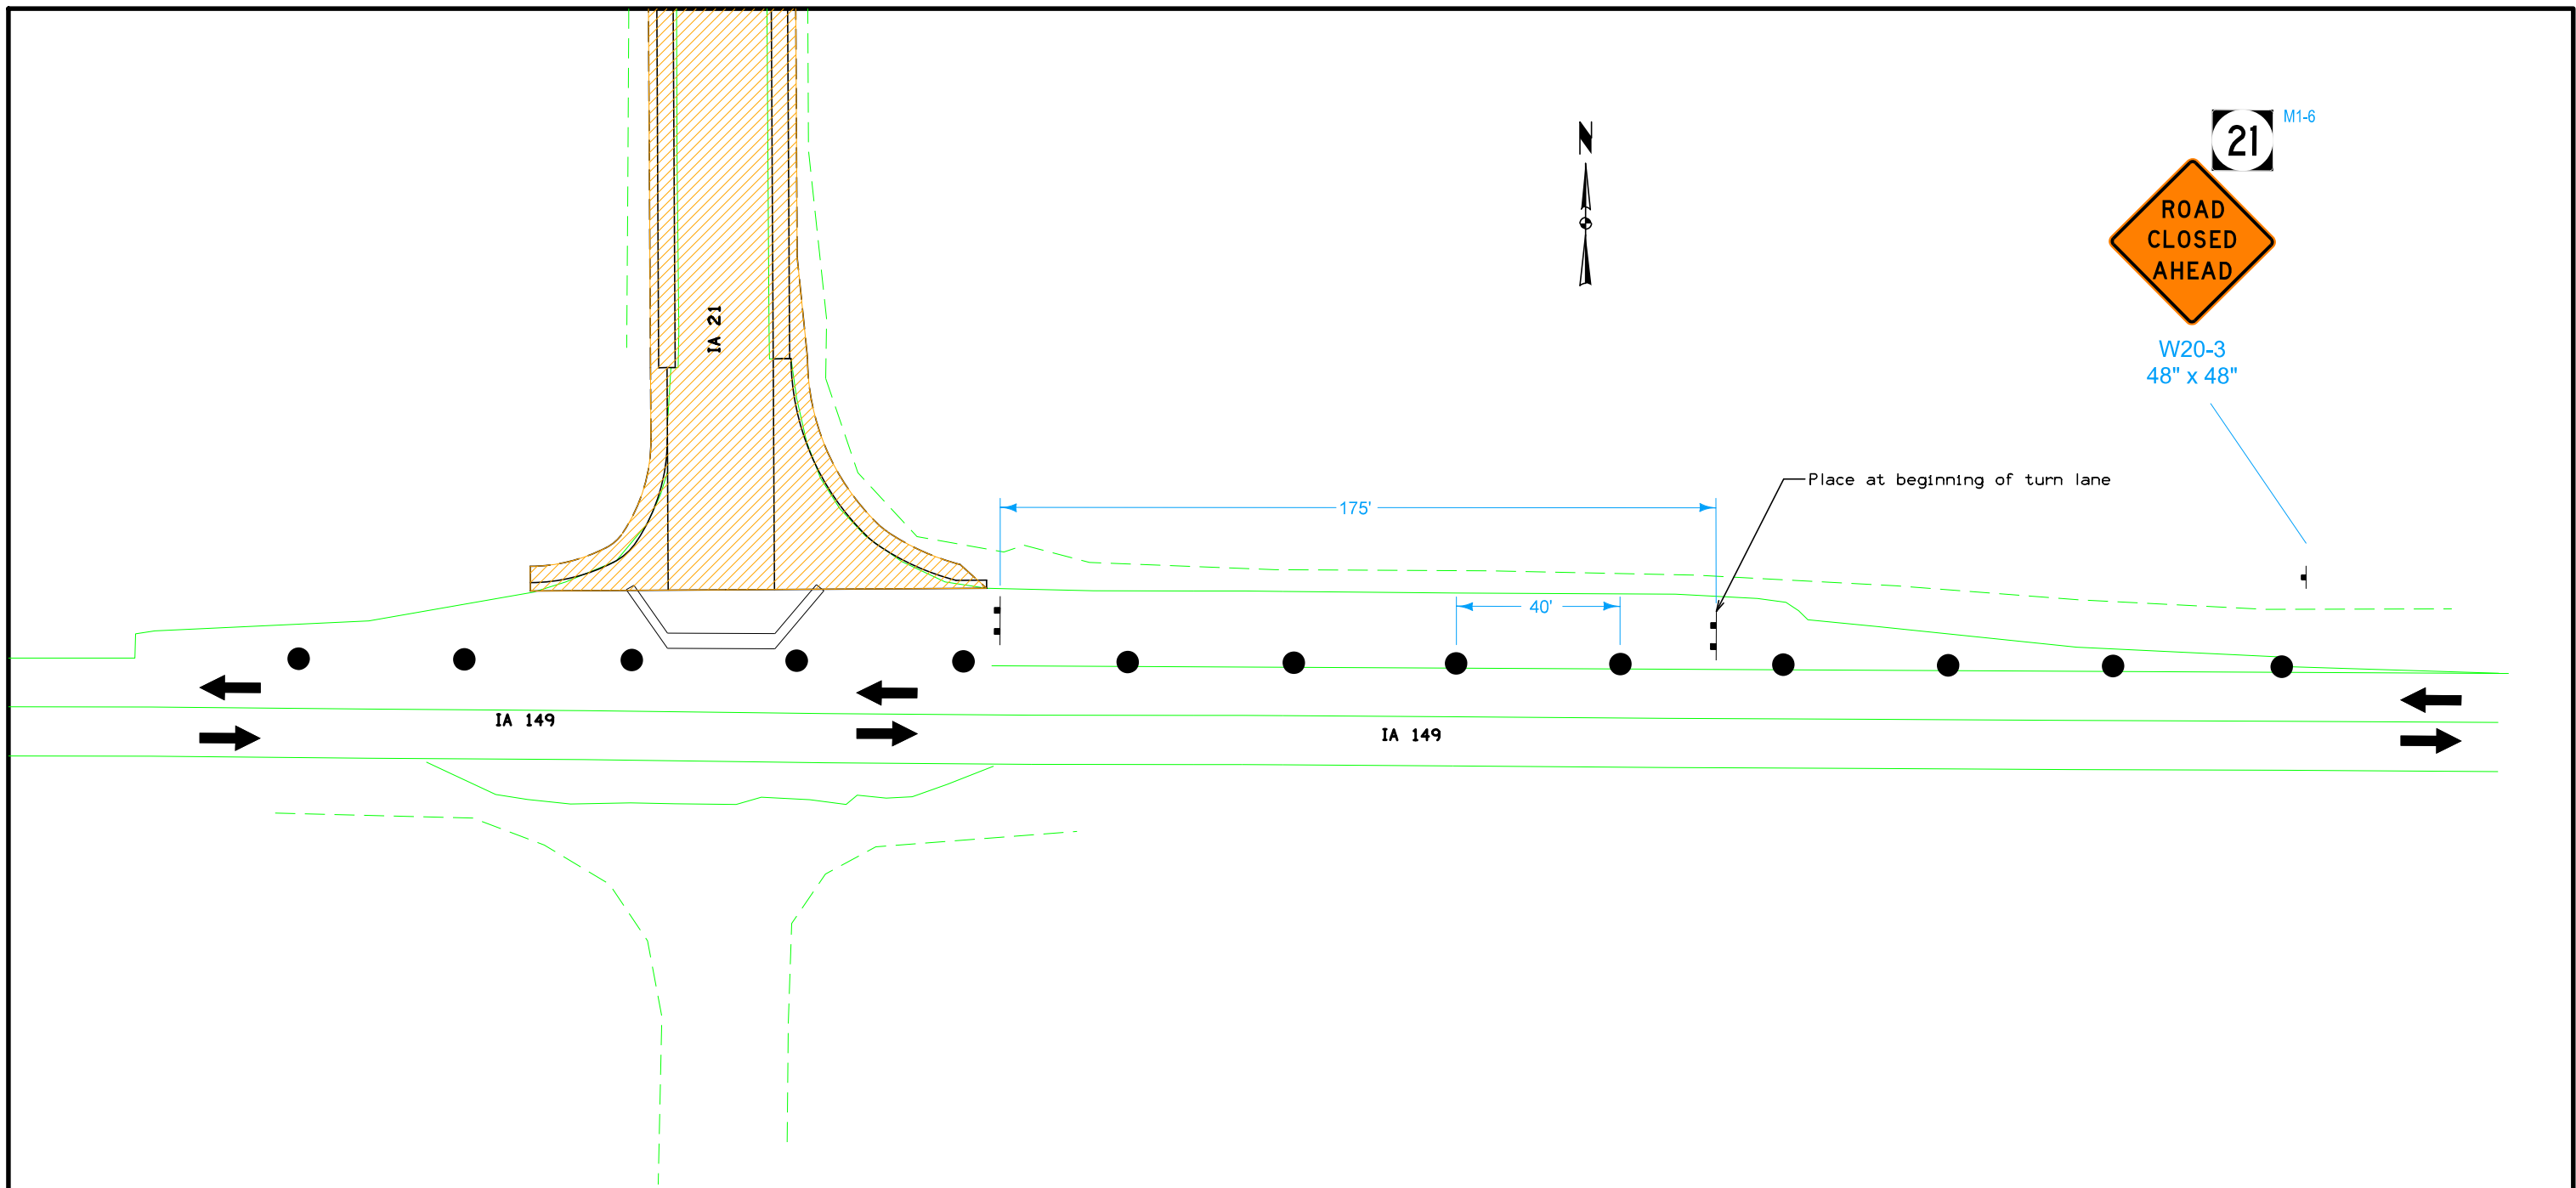 N
M1-6
21
ROAD
CLOSED
AHEAD
W20-3
48" x 48"
IA 21
Place at beginning of turn lane
175'
40'
IA 149
IA 149